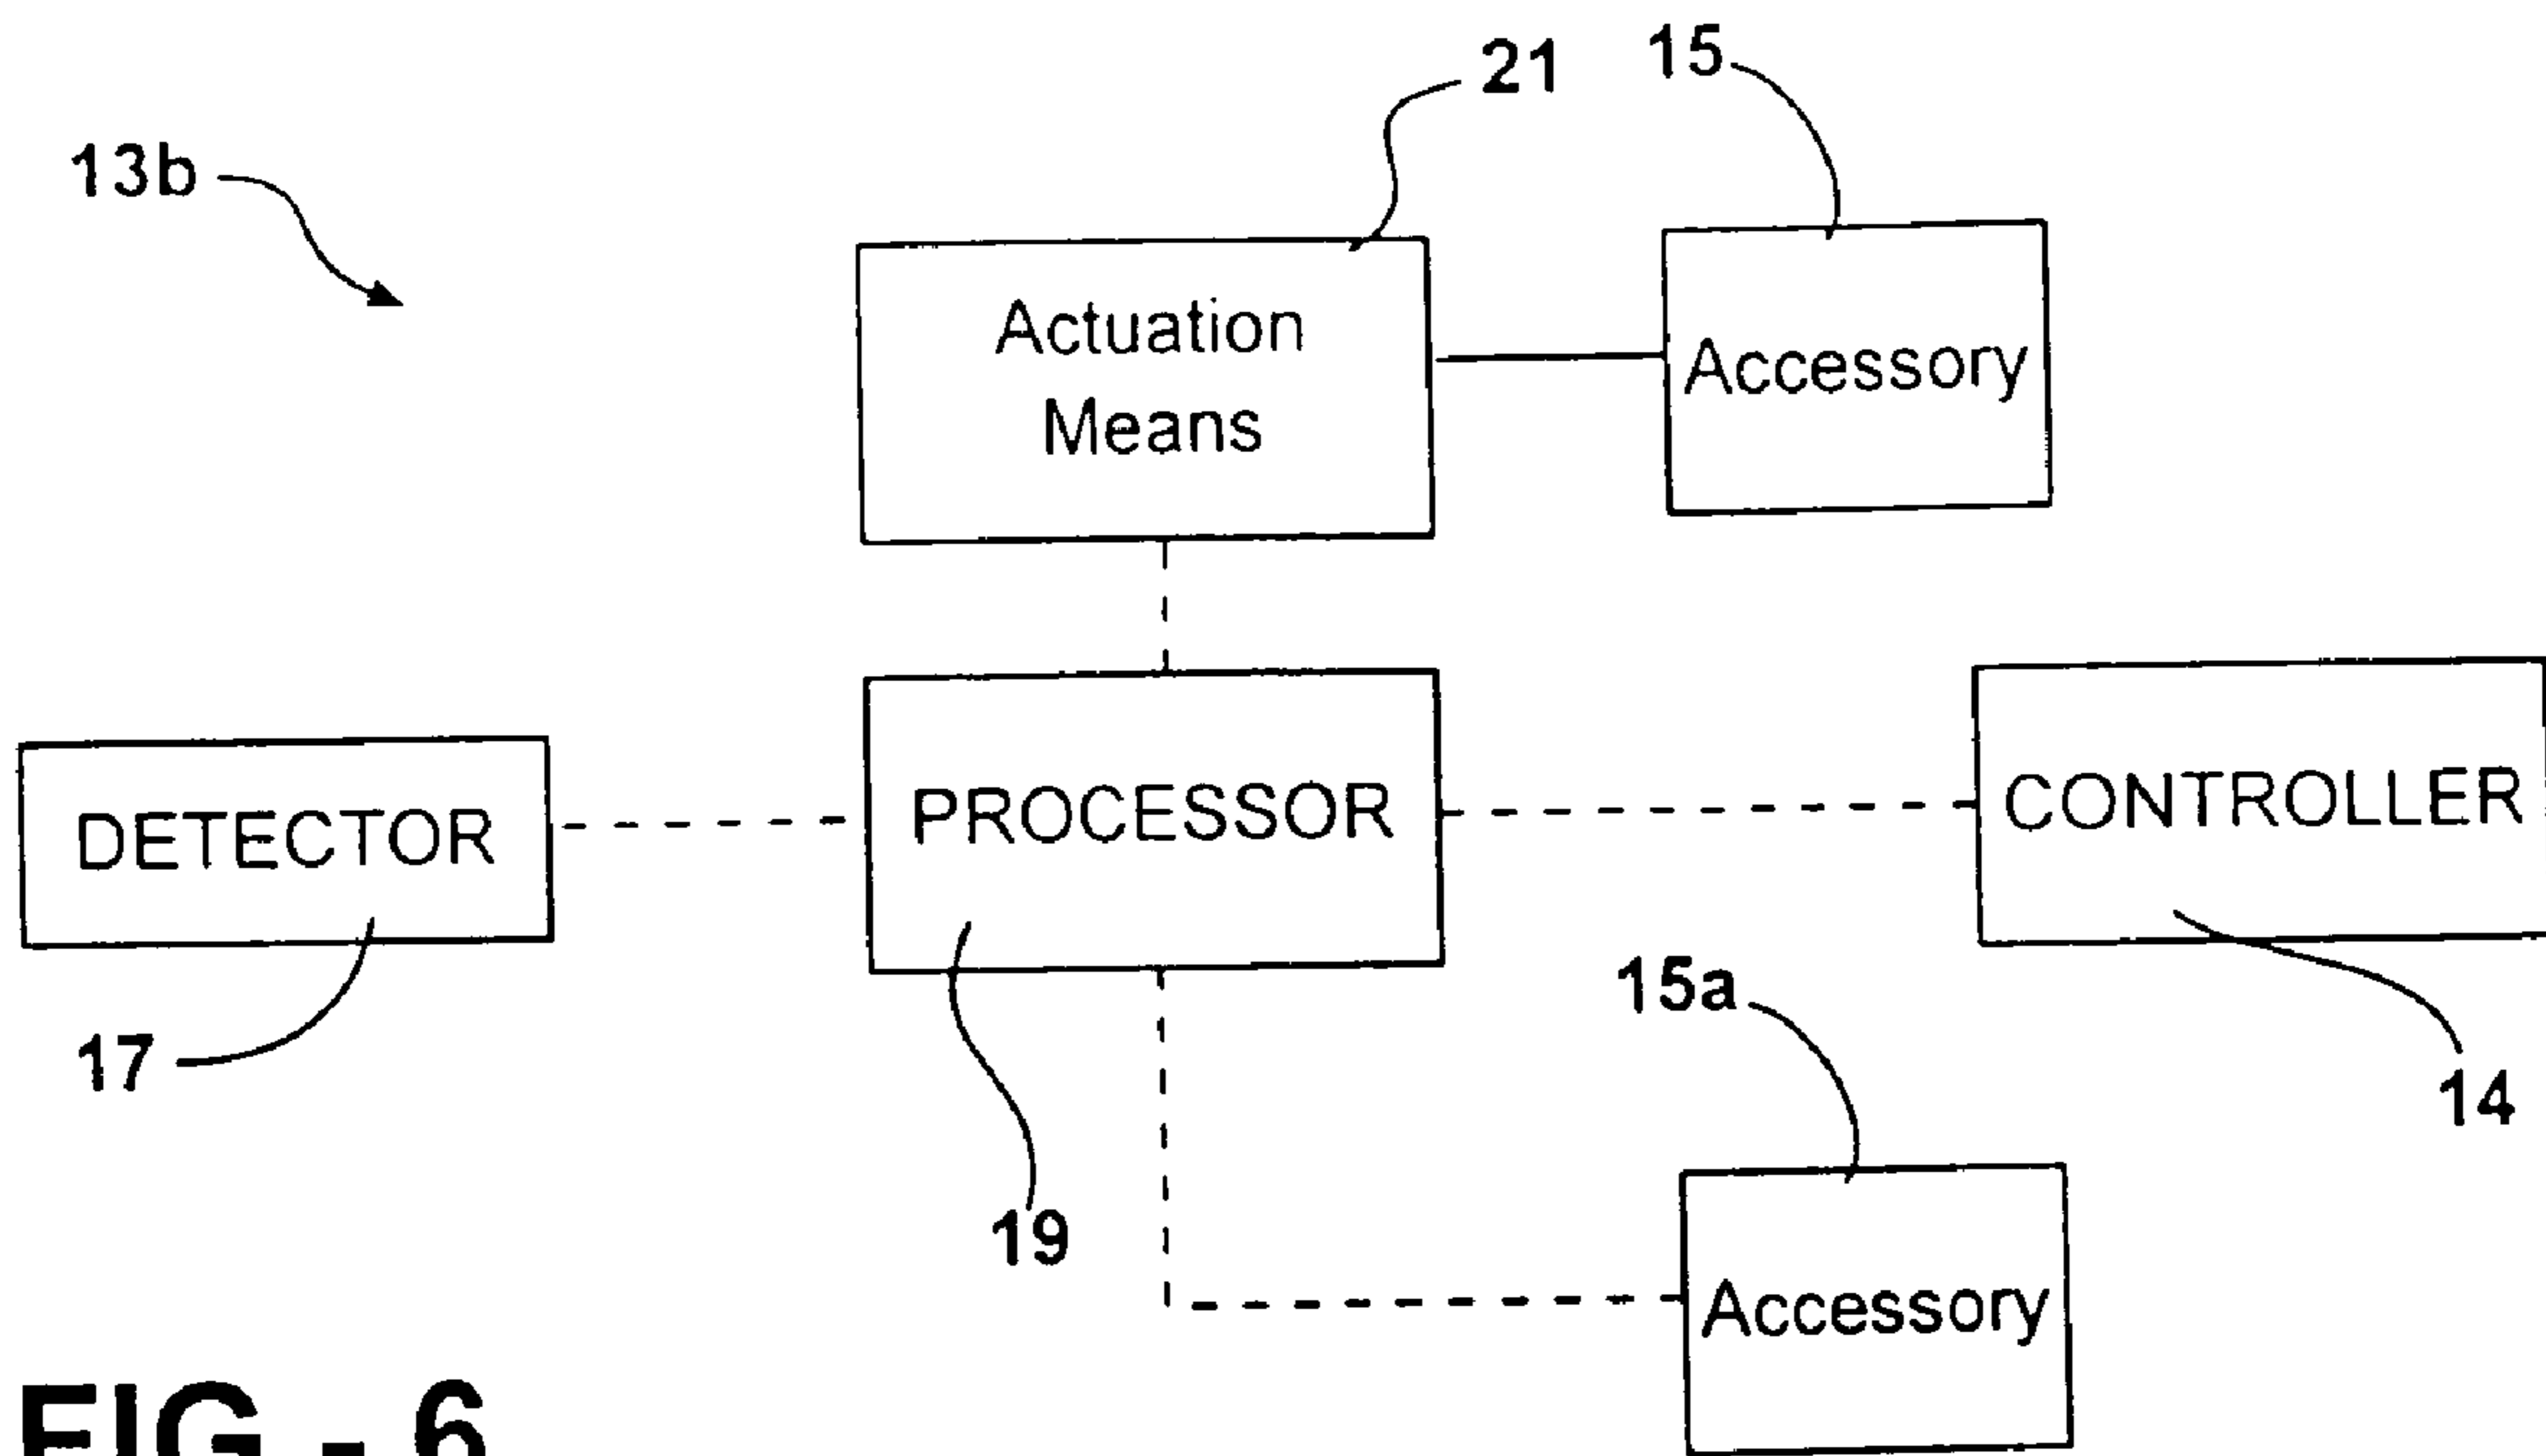 21
15
13b
Actuation
Means
Accessory
DETECTOR
PROCESSOR
CONTROLLER
17
19
15a
14
Accessory
FIG - 6